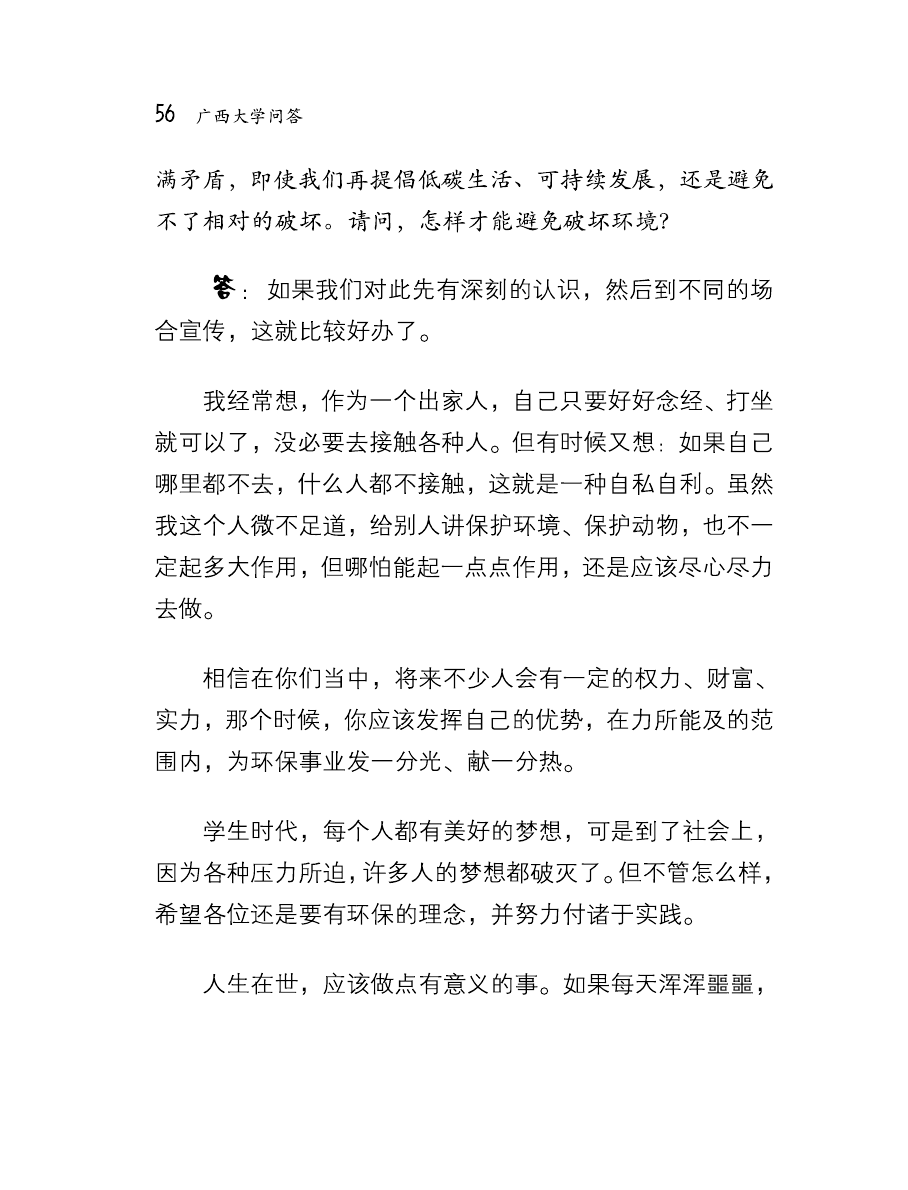 56 广西大学问答
满矛盾，即使我们再提倡低碳生活、可持续发展，还是避免
不了相对的破坏。请问，怎样才能避免破坏环境？
答：如果我们对此先有深刻的认识，然后到不同的场
合宣传，这就比较好办了。
我经常想，作为一个出家人，自己只要好好念经、打坐
就可以了，没必要去接触各种人。但有时候又想：如果自己
哪里都不去，什么人都不接触，这就是一种自私自利。虽然
我这个人微不足道，给别人讲保护环境、保护动物，也不一
定起多大作用，但哪怕能起一点点作用，还是应该尽心尽力
去做。
相信在你们当中，将来不少人会有一定的权力、财富、
实力，那个时候，你应该发挥自己的优势，在力所能及的范
围内，为环保事业发一分光、献一分热。
学生时代，每个人都有美好的梦想，可是到了社会上，
因为各种压力所迫，许多人的梦想都破灭了。但不管怎么样，
希望各位还是要有环保的理念，并努力付诸于实践。
人生在世，应该做点有意义的事。如果每天浑浑噩噩，